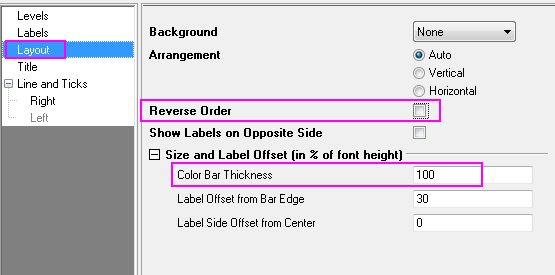 Levels
Labels
Layout
Title
Line and Ticks
Right
Left
Background None
Arrangement Auto
Vertical
Horizontal
Reverse Order
Show Labels on Opposite Side
Size and Label Offset (in % of font height)
Color Bar Thickness 100
Label Offset from Bar Edge 30
Label Side Offset from Center 0